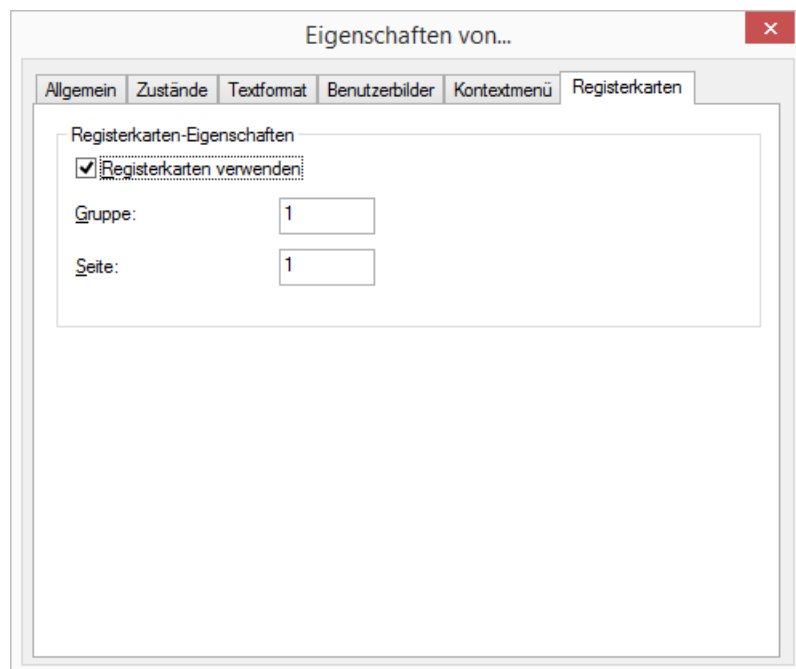 Eigenschaften von...
Allgemein Zustände Textformat Benutzerbilder Kontextmenü Registerkarten
Registerkarten-Eigenschaften
Registerkarten verwenden
Gruppe: 1
Seite: 1